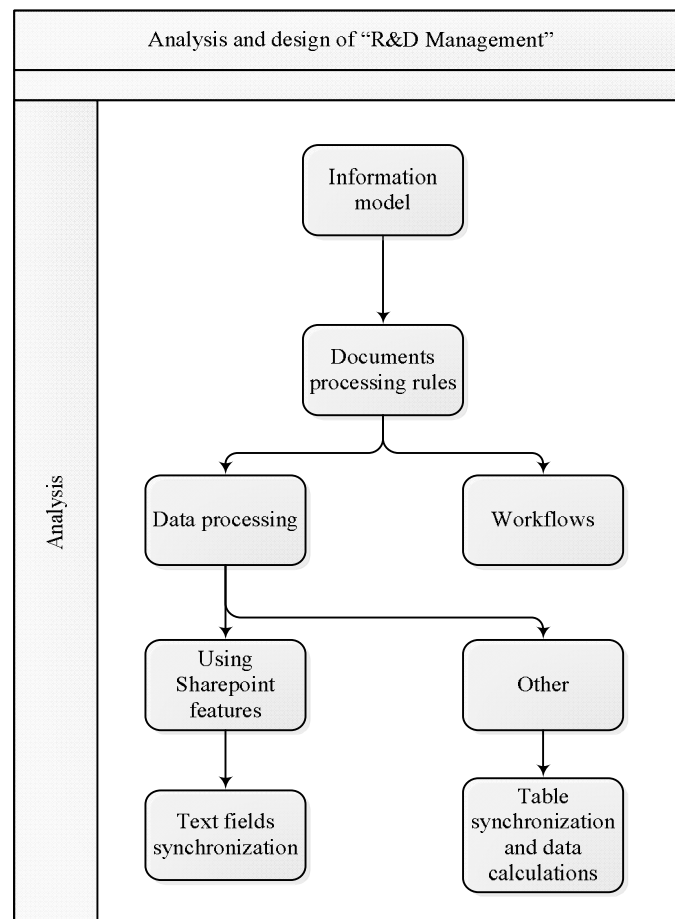 Analysis and design of “R&D Management”
Analysis
Information
model
Documents
processing rules
Data processing
Workflows
Using
Sharepoint
features
Other
Text fields
synchronization
Table
synchronization
and data
calculations